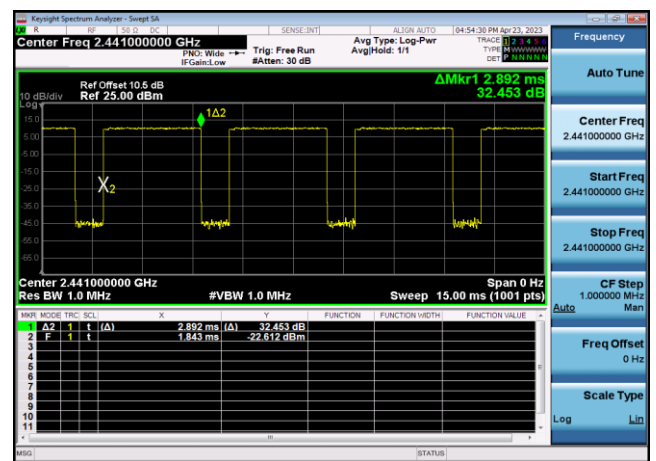 Keysight Spectrum Analyzer - Swept SA
R RF 50 Ω DC SENSE:INT ALIGN AUTO 04:54:30 PM Apr 23, 2023
Center Freq 2.441000000 GHz
PNO: Wide
IFGain:Low
Trig: Free Run
#Atten: 30 dB
Avg Type: Log-Pwr
Avg|Hold: 1/1
TRACE 1 2 3 4 5 6
TYPE MWWWWW
DET P NNNNN
10 dB/div
Log
Ref Offset 10.5 dB
Ref 25.00 dBm
ΔMkr1 2.892 ms
32.453 dB
1Δ2
X2
15.0
5.00
-5.00
-15.0
-25.0
-35.0
-45.0
-55.0
-65.0
Center 2.441000000 GHz Span 0 Hz
Res BW 1.0 MHz #VBW 1.0 MHz Sweep 15.00 ms (1001 pts)
MKR MODE TRC SCL X Y FUNCTION FUNCTION WIDTH FUNCTION VALUE
1 Δ2 1 t (Δ) 2.892 ms (Δ) 32.453 dB
2 F 1 t 1.843 ms -22.612 dBm
3
4
5
6
7
8
9
10
11
MSG STATUS
Frequency
Auto Tune
Center Freq
2.441000000 GHz
Start Freq
2.441000000 GHz
Stop Freq
2.441000000 GHz
CF Step
1.000000 MHz
Auto Man
Freq Offset
0 Hz
Scale Type
Log Lin